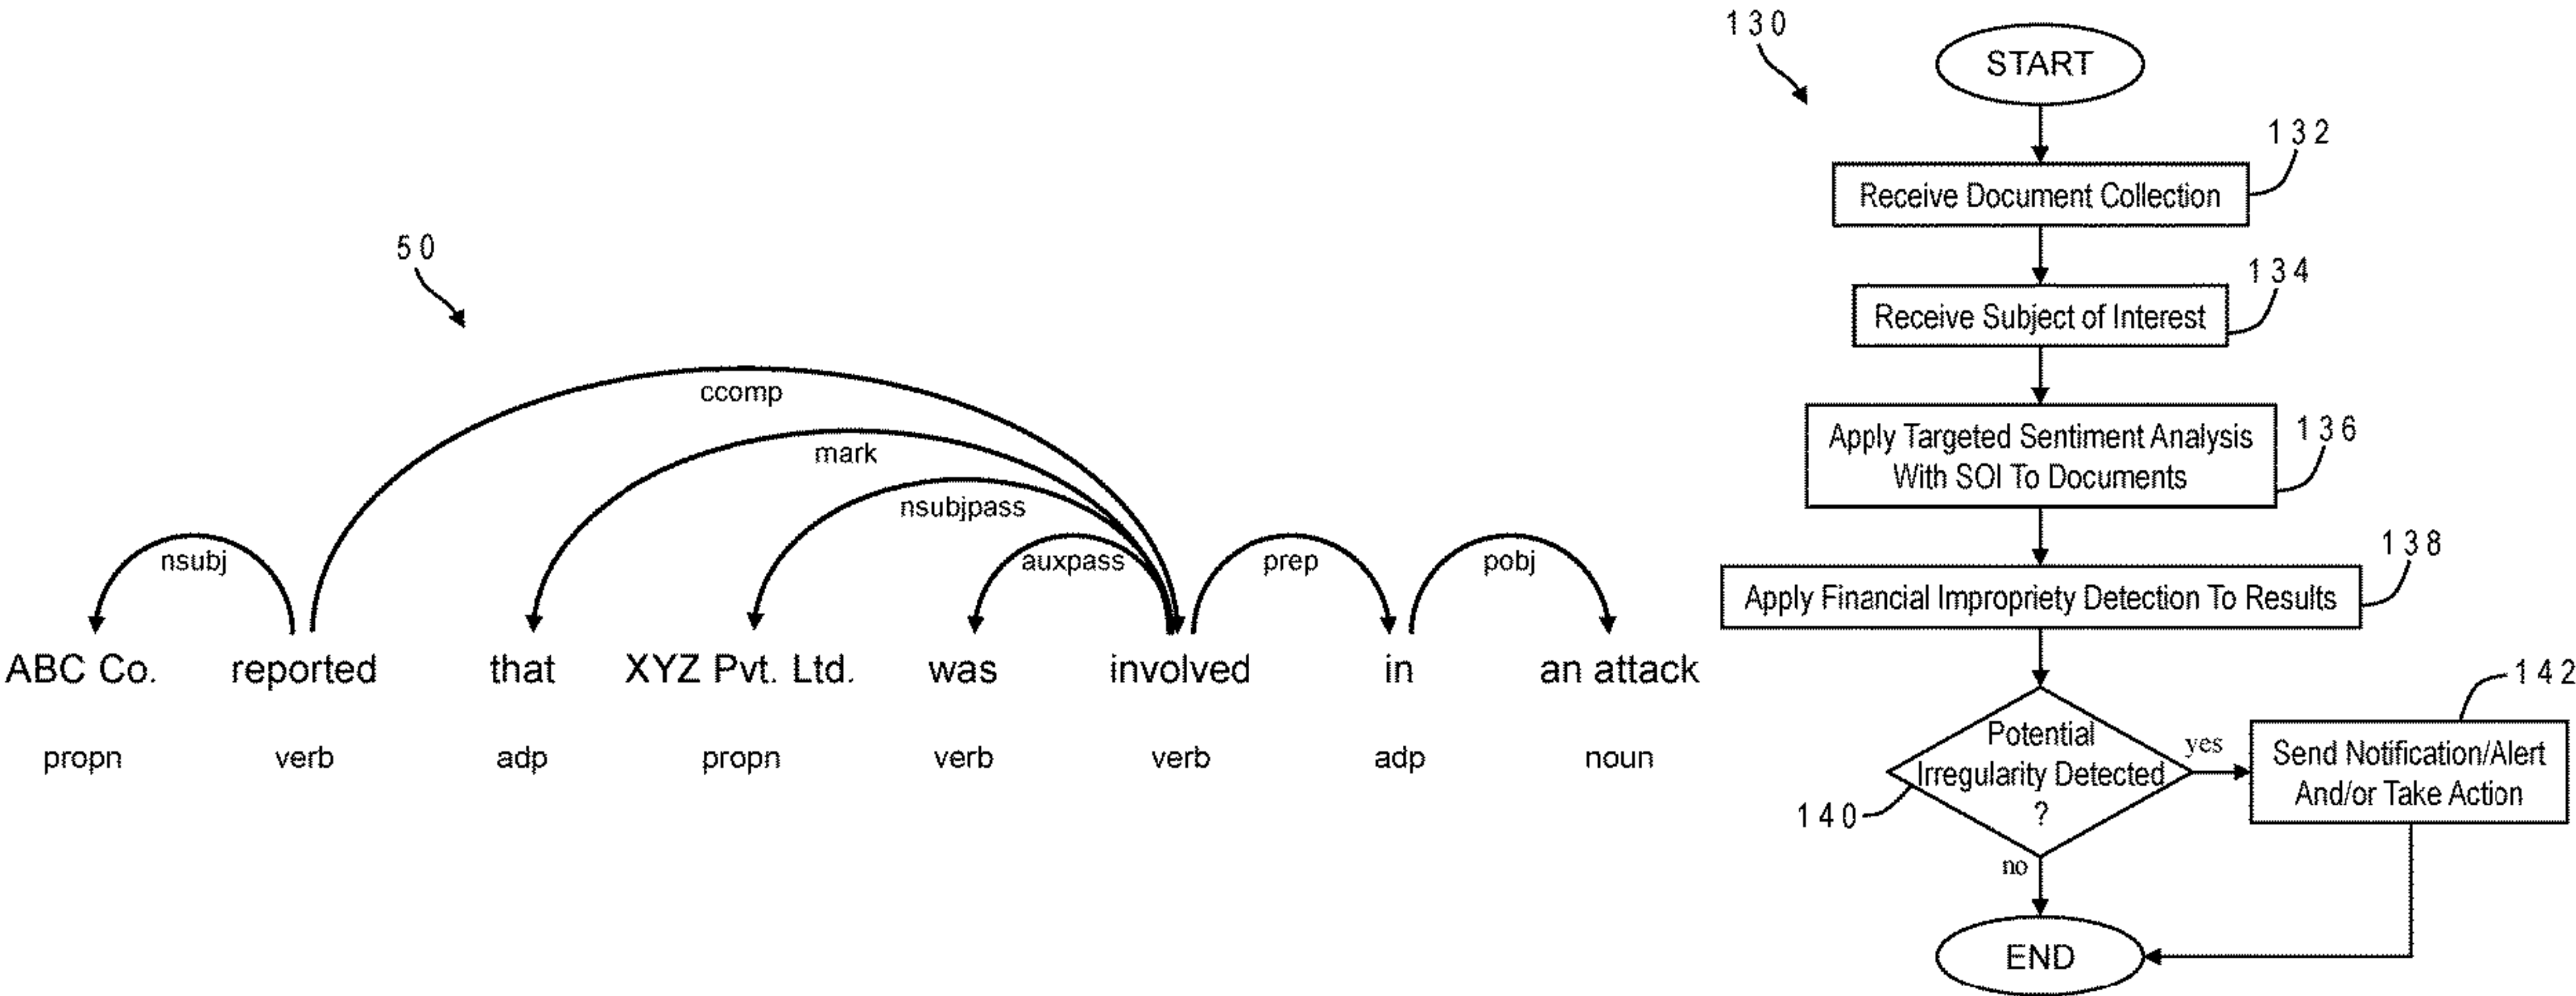 50
ccomp
mark
nsubjpass
nsubj
auxpass
prep
pobj
ABC Co. reported that XYZ Pvt. Ltd. was involved in an attack
propn verb adp propn verb verb adp noun
130
START
132
Receive Document Collection
134
Receive Subject of Interest
136
Apply Targeted Sentiment Analysis
With SOI To Documents
138
Apply Financial Impropriety Detection To Results
140
Potential
Irregularity Detected
?
yes
142
Send Notification/Alert
And/or Take Action
no
END